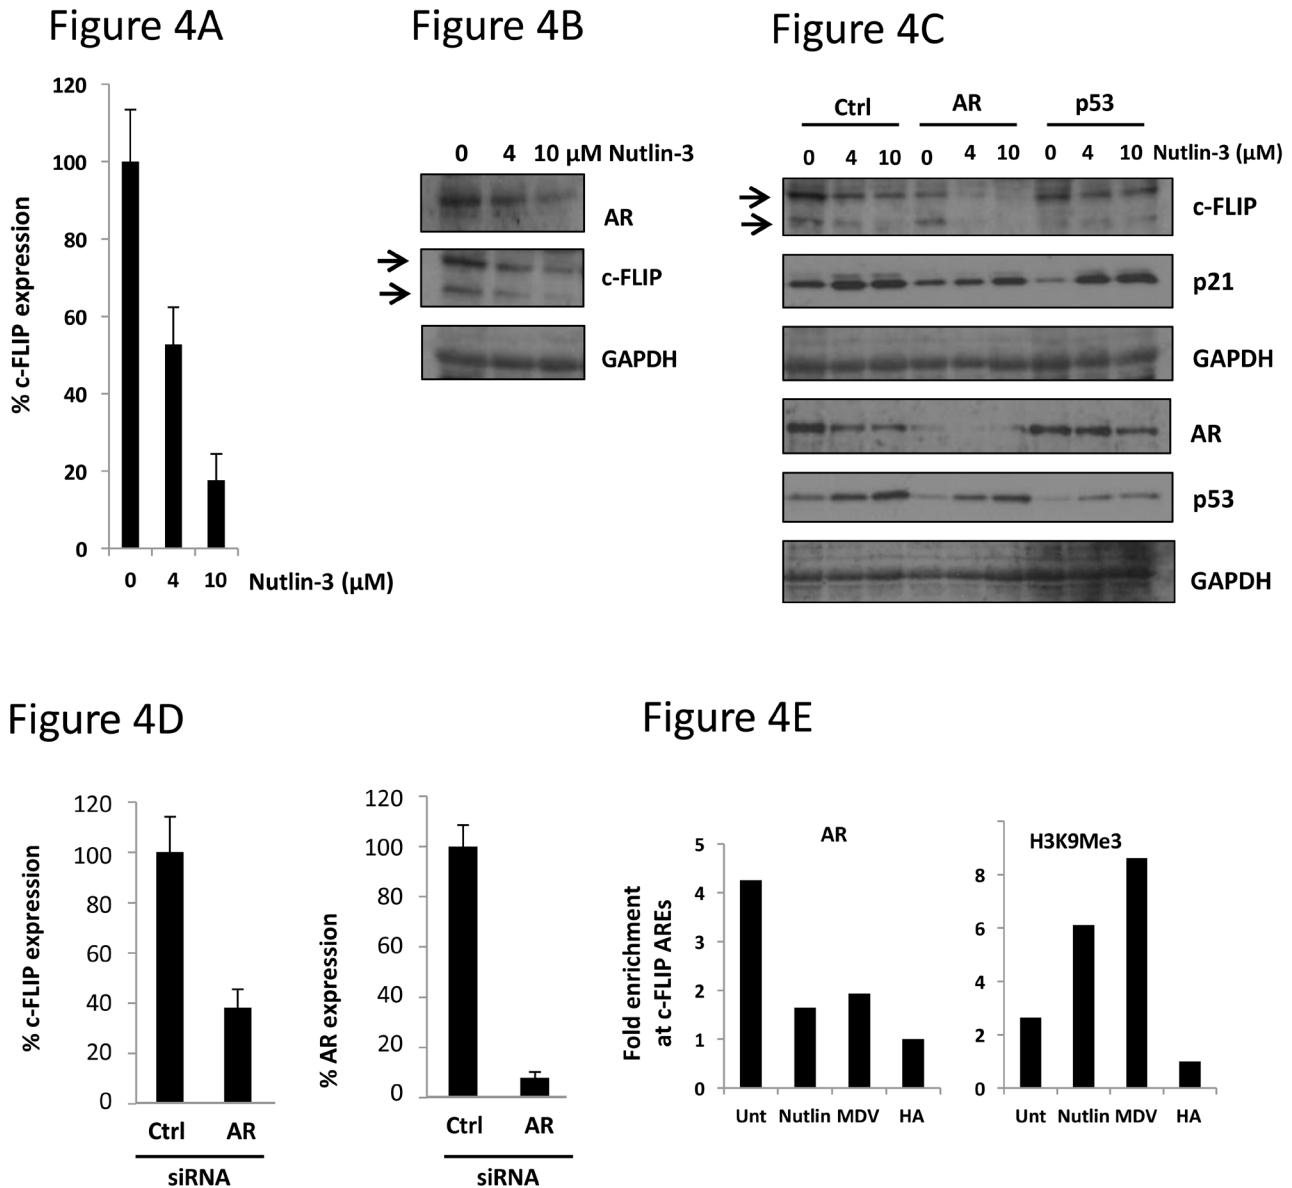 Figure 4A
120
100
80
60
40
20
0
% c-FLIP expression
0 4 10 Nutlin-3 (μM)
Figure 4B
0 4 10 μM Nutlin-3
AR
c-FLIP
GAPDH
Figure 4C
Ctrl AR p53
0 4 10 0 4 10 0 4 10 Nutlin-3 (μM)
c-FLIP
p21
GAPDH
AR
p53
GAPDH
Figure 4D
120
100
80
60
40
20
0
% c-FLIP expression
Ctrl AR
siRNA
120
100
80
60
40
20
0
% AR expression
Ctrl AR
siRNA
Figure 4E
AR
5
4
3
2
1
0
Fold enrichment
at c-FLIP AREs
Unt Nutlin MDV HA
H3K9Me3
8
6
4
2
0
Unt Nutlin MDV HA